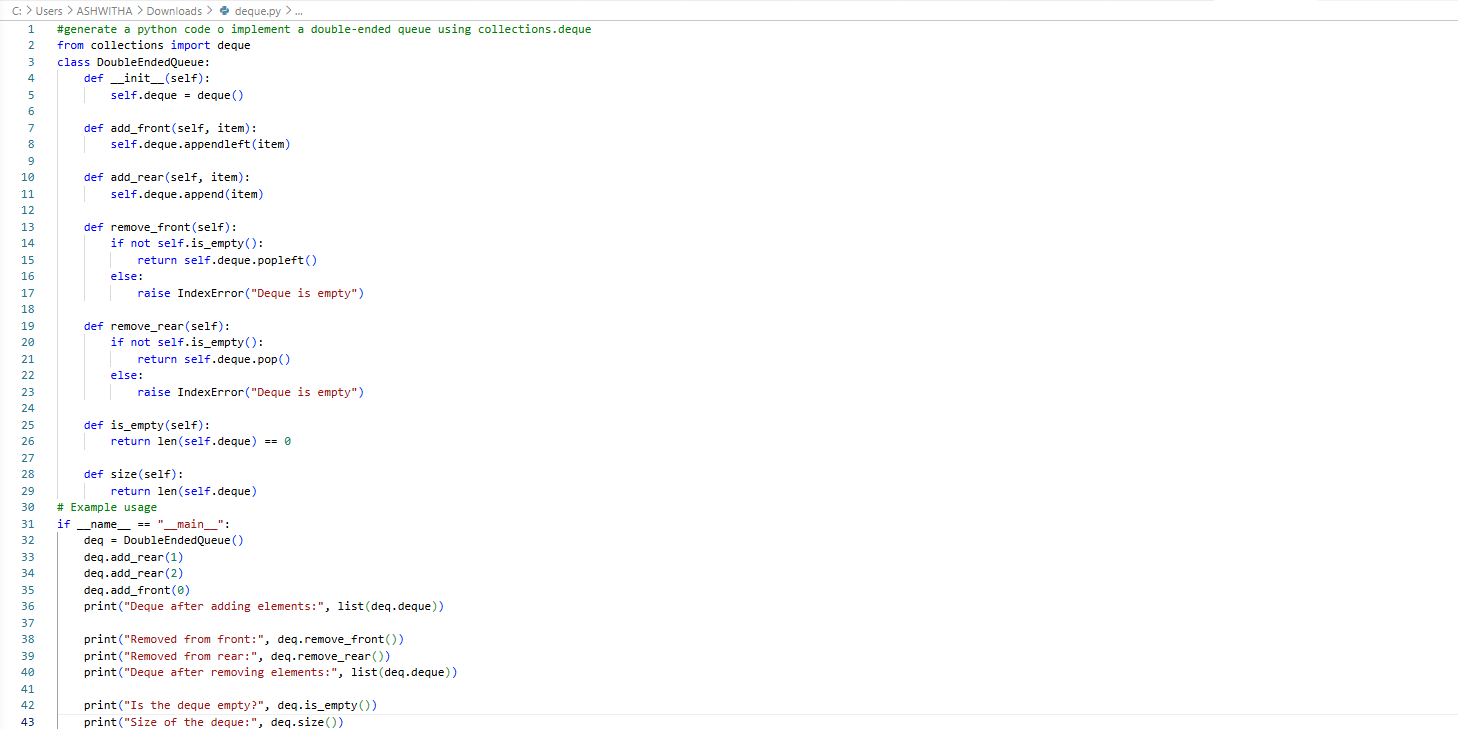 C: > Users > ASHWITHA > Downloads > deque.py > ...
1 #generate a python code o implement a double-ended queue using collections.deque
2 from collections import deque
3 class DoubleEndedQueue:
4     def __init__(self):
5         self.deque = deque()
6
7     def add_front(self, item):
8         self.deque.appendleft(item)
9
10     def add_rear(self, item):
11         self.deque.append(item)
12
13     def remove_front(self):
14         if not self.is_empty():
15             return self.deque.popleft()
16         else:
17             raise IndexError("Deque is empty")
18
19     def remove_rear(self):
20         if not self.is_empty():
21             return self.deque.pop()
22         else:
23             raise IndexError("Deque is empty")
24
25     def is_empty(self):
26         return len(self.deque) == 0
27
28     def size(self):
29         return len(self.deque)
30 # Example usage
31 if __name__ == "__main__":
32     deq = DoubleEndedQueue()
33     deq.add_rear(1)
34     deq.add_rear(2)
35     deq.add_front(0)
36     print("Deque after adding elements:", list(deq.deque))
37
38     print("Removed from front:", deq.remove_front())
39     print("Removed from rear:", deq.remove_rear())
40     print("Deque after removing elements:", list(deq.deque))
41
42     print("Is the deque empty?", deq.is_empty())
43     print("Size of the deque:", deq.size())